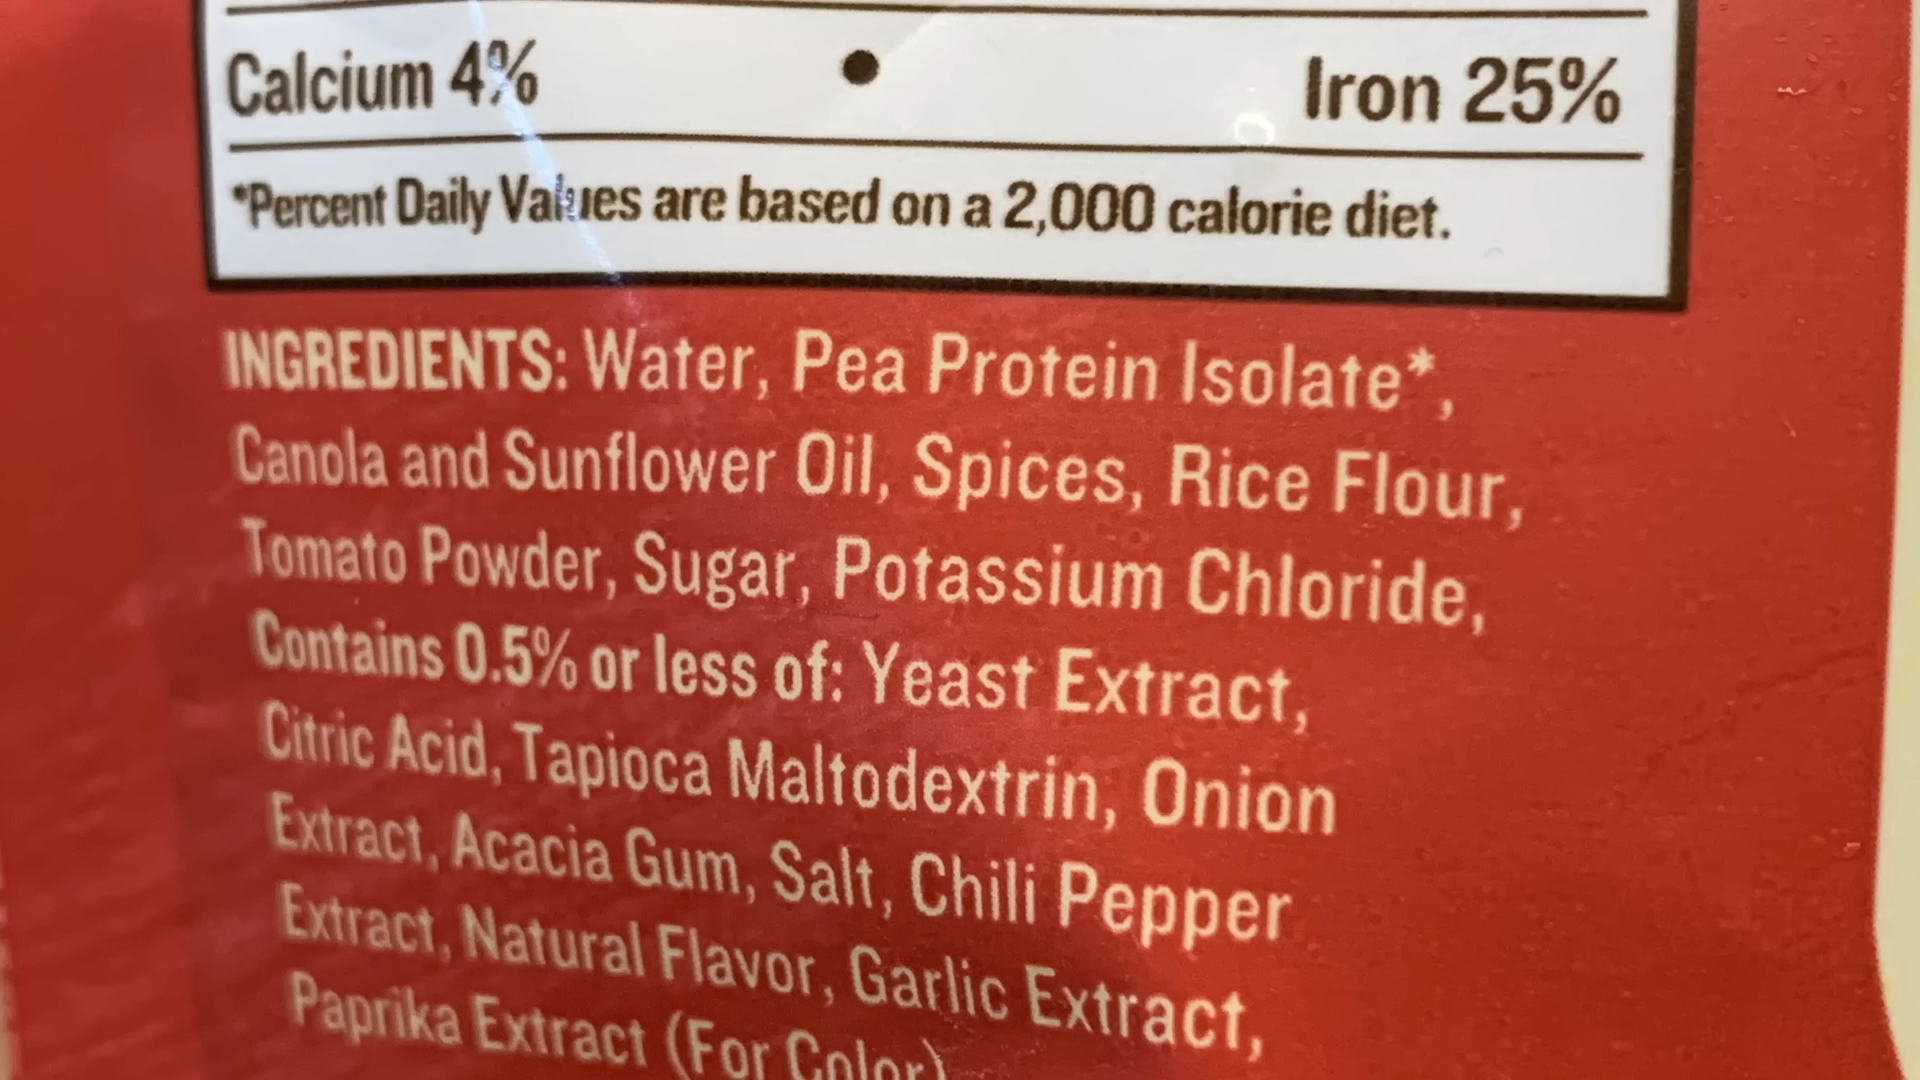 Calcium 4% • Iron 25%
*Percent Daily Values are based on a 2,000 calorie diet.
INGREDIENTS: Water, Pea Protein Isolate*,
Canola and Sunflower Oil, Spices, Rice Flour,
Tomato Powder, Sugar, Potassium Chloride,
Contains 0.5% or less of: Yeast Extract,
Citric Acid, Tapioca Maltodextrin, Onion
Extract, Acacia Gum, Salt, Chili Pepper
Extract, Natural Flavor, Garlic Extract,
Paprika Extract (For Color)